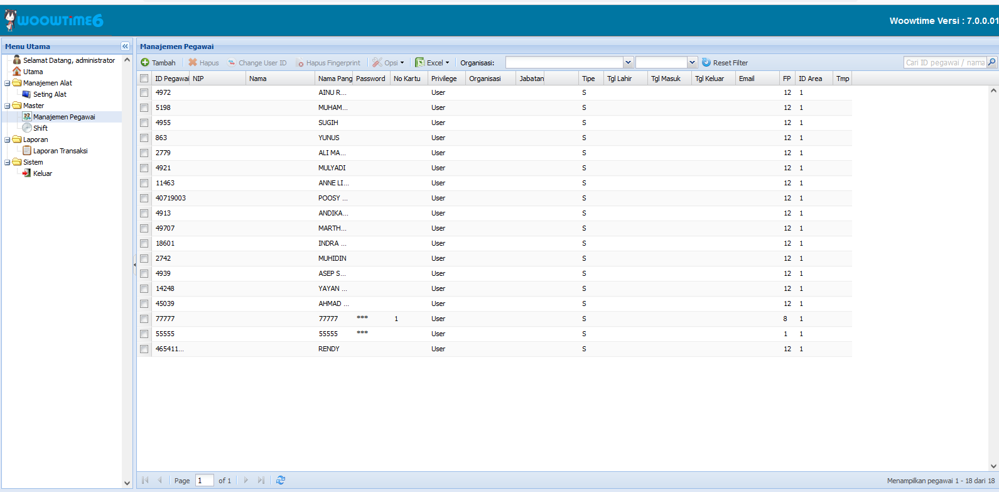 WOOWTIME6
Woowtime Versi : 7.0.0.01
Menu Utama
Selamat Datang, administrator
Utama
Manajemen Alat
Seting Alat
Master
Manajemen Pegawai
Shift
Laporan
Laporan Transaksi
Sistem
Keluar
Manajemen Pegawai
Tambah Hapus Change User ID Hapus Fingerprint Opsi Excel Organisasi: Reset Filter Cari ID pegawai / nama
ID Pegawai NIP Nama Nama Pang Password No Kartu Privilege Organisasi Jabatan Tipe Tgl Lahir Tgl Masuk Tgl Keluar Email FP ID Area Tmp
4972 AINU R... User S 12 1
5198 MUHAM... User S 12 1
4955 SUGIH User S 12 1
863 YUNUS User S 12 1
2779 ALI MA... User S 12 1
4921 MULYADI User S 12 1
11463 ANNE LI... User S 12 1
40719003 POOSY ... User S 12 1
4913 ANDIKA... User S 12 1
49707 MARTH... User S 12 1
18601 INDRA ... User S 12 1
2742 MUHIDIN User S 12 1
4939 ASEP S... User S 12 1
14248 YAYAN ... User S 12 1
45039 AHMAD ... User S 12 1
77777 77777 *** 1 User S 8 1
55555 55555 *** User S 1 1
465411... RENDY User S 12 1
Page 1 of 1
Menampilkan pegawai 1 - 18 dari 18